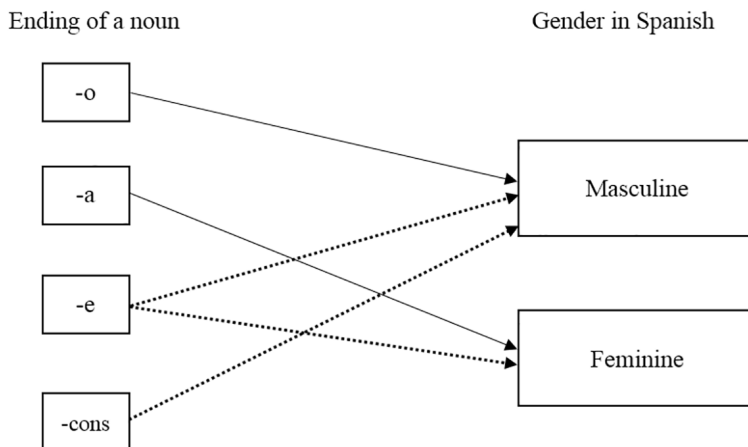 Ending of a noun
Gender in Spanish
-o
-a
-e
-cons
Masculine
Feminine